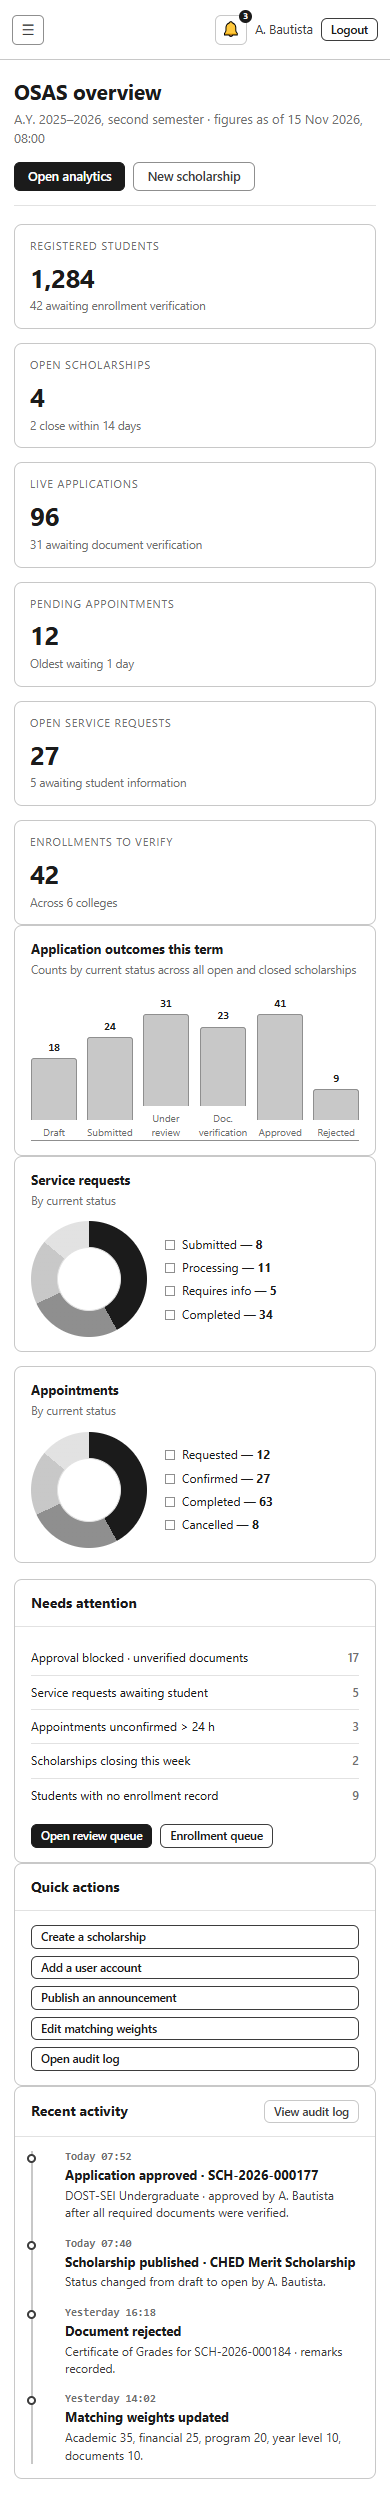 ☰
3
A. Bautista
Logout
OSAS overview
A.Y. 2025–2026, second semester · figures as of 15 Nov 2026,
08:00
Open analytics
New scholarship
REGISTERED STUDENTS
1,284
42 awaiting enrollment verification
OPEN SCHOLARSHIPS
4
2 close within 14 days
LIVE APPLICATIONS
96
31 awaiting document verification
PENDING APPOINTMENTS
12
Oldest waiting 1 day
OPEN SERVICE REQUESTS
27
5 awaiting student information
ENROLLMENTS TO VERIFY
42
Across 6 colleges
Application outcomes this term
Counts by current status across all open and closed scholarships
18
24
31
23
41
9
Draft
Submitted
Under
review
Doc.
verification
Approved
Rejected
Service requests
By current status
Submitted — 8
Processing — 11
Requires info — 5
Completed — 34
Appointments
By current status
Requested — 12
Confirmed — 27
Completed — 63
Cancelled — 8
Needs attention
Approval blocked · unverified documents 17
Service requests awaiting student 5
Appointments unconfirmed > 24 h 3
Scholarships closing this week 2
Students with no enrollment record 9
Open review queue
Enrollment queue
Quick actions
Create a scholarship
Add a user account
Publish an announcement
Edit matching weights
Open audit log
Recent activity
View audit log
Today 07:52
Application approved · SCH-2026-000177
DOST-SEI Undergraduate · approved by A. Bautista
after all required documents were verified.
Today 07:40
Scholarship published · CHED Merit Scholarship
Status changed from draft to open by A. Bautista.
Yesterday 16:18
Document rejected
Certificate of Grades for SCH-2026-000184 · remarks
recorded.
Yesterday 14:02
Matching weights updated
Academic 35, financial 25, program 20, year level 10,
documents 10.